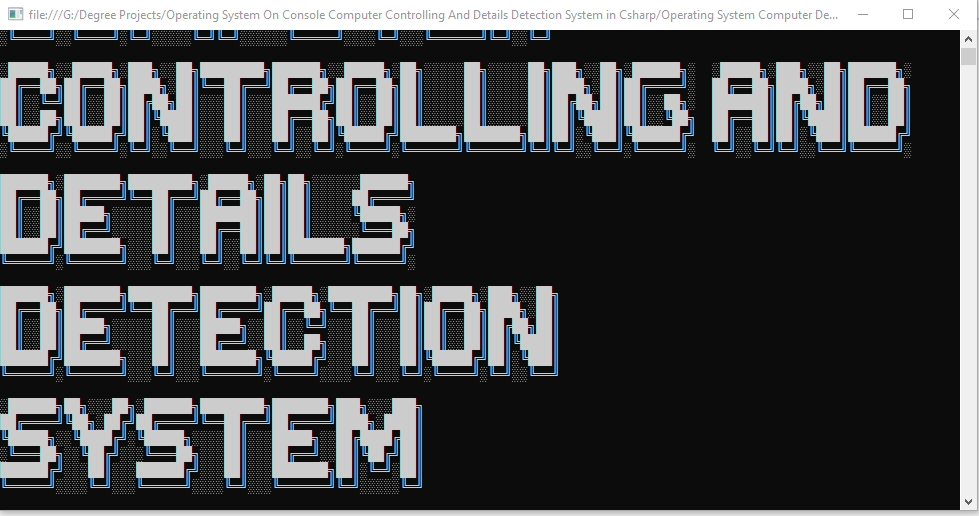 file:///G:/Degree Projects/Operating System On Console Computer Controlling And Details Detection System in Csharp/Operating System Computer De...
CONTROLLING AND
DETAILS
DETECTION
SYSTEM